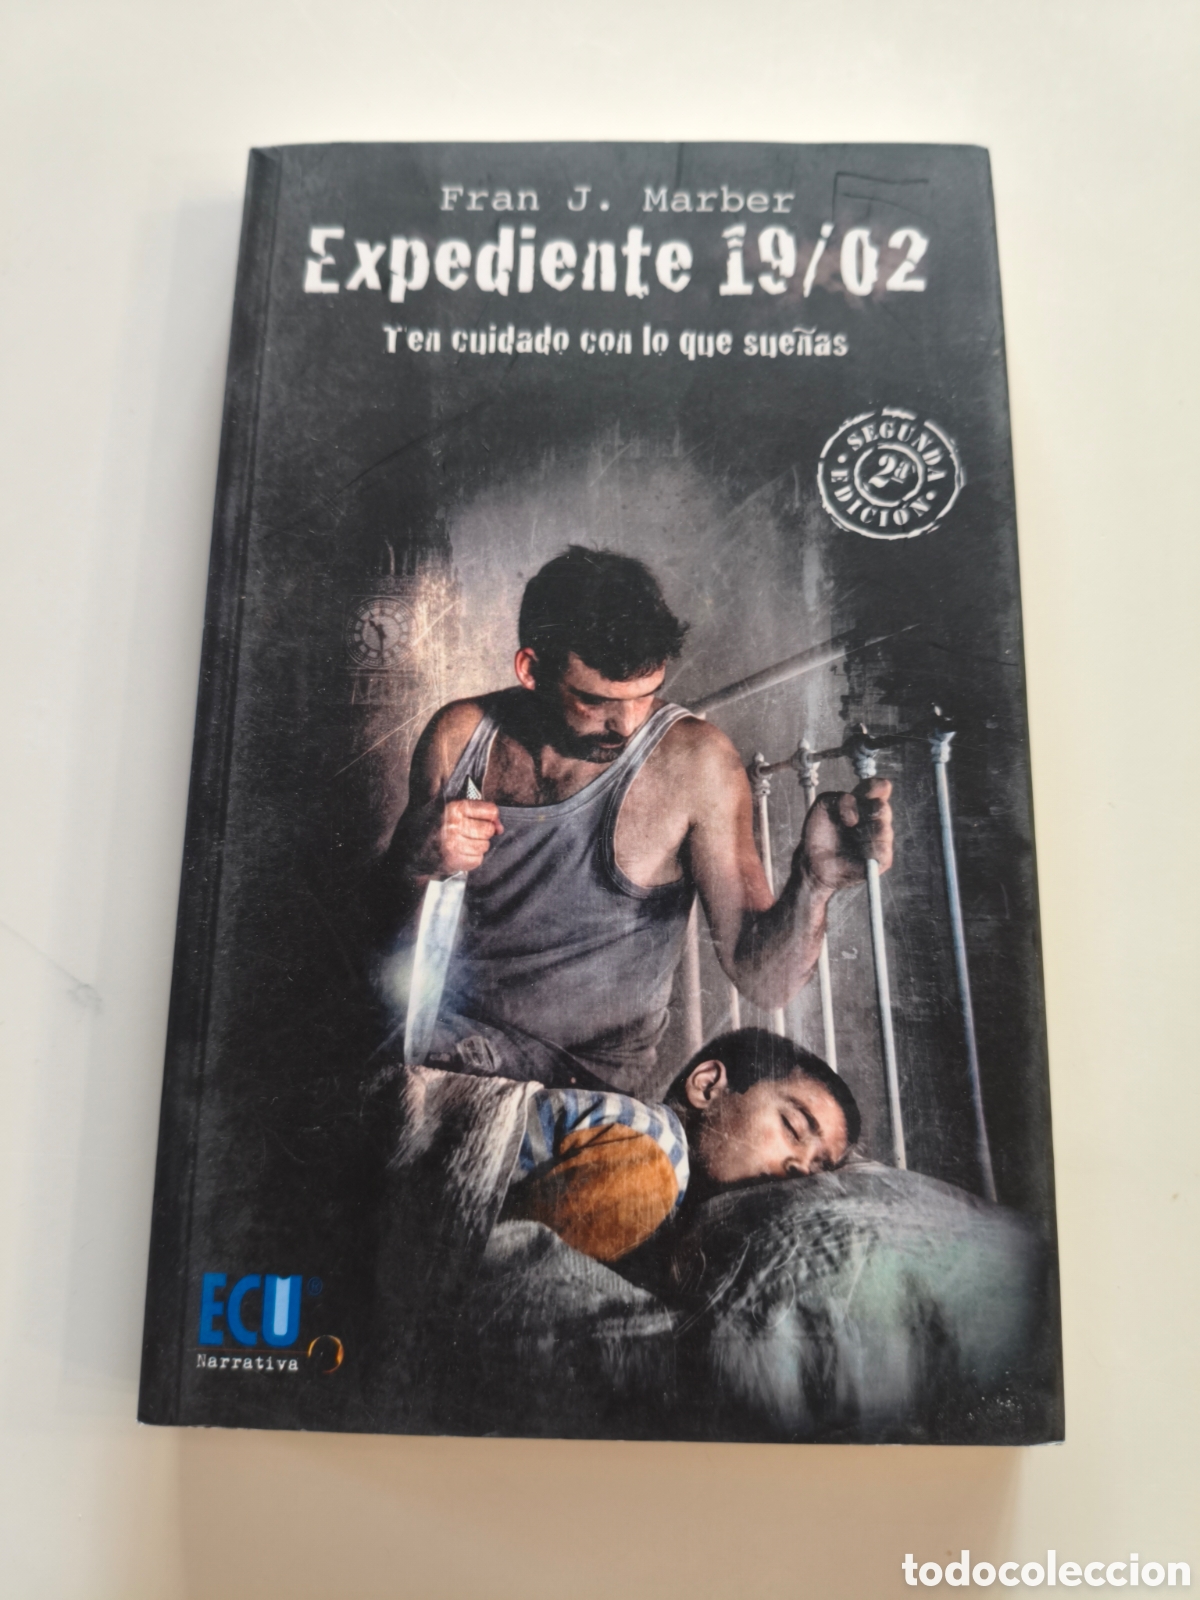 Fran J. Marber
Expediente 19/02
Ten cuidado con lo que sueñas
SEGUNDA
2ª
EDICIÓN
ECU®
Narrativa
todocoleccion